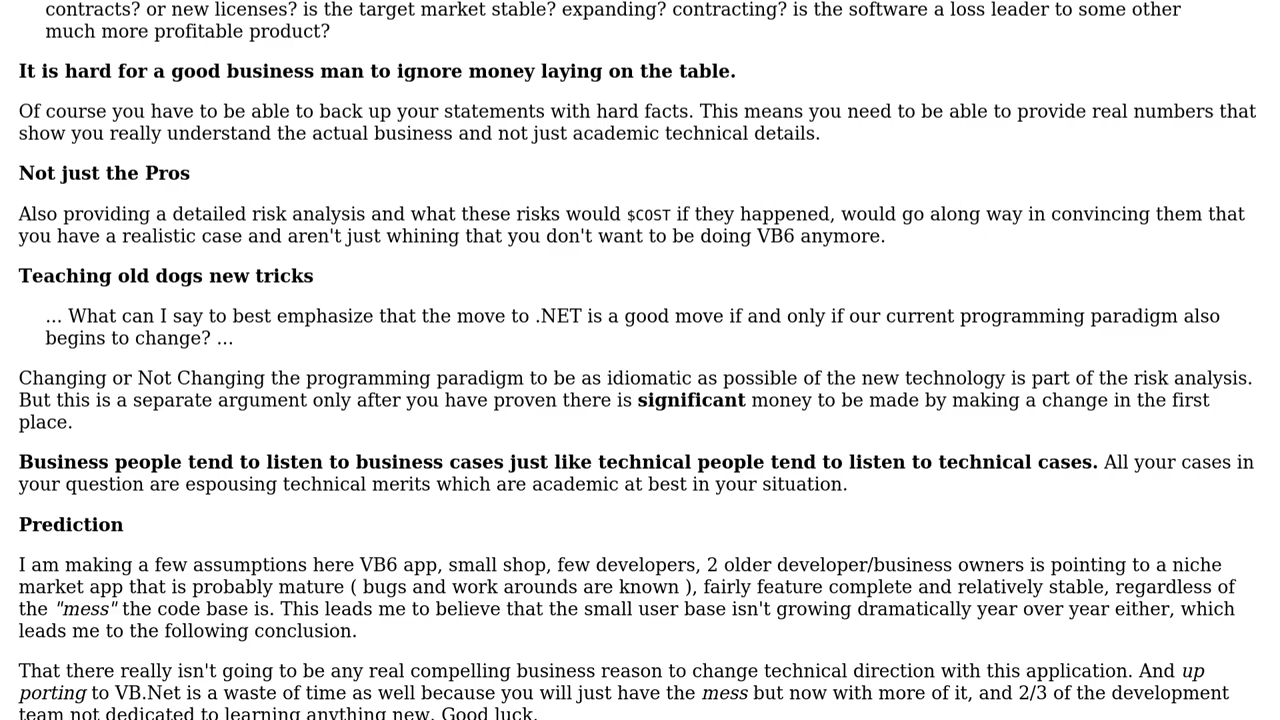 contracts? or new licenses? is the target market stable? expanding? contracting? is the software a loss leader to some other
much more profitable product?
It is hard for a good business man to ignore money laying on the table.
Of course you have to be able to back up your statements with hard facts. This means you need to be able to provide real numbers that
show you really understand the actual business and not just academic technical details.
Not just the Pros
Also providing a detailed risk analysis and what these risks would $COST if they happened, would go along way in convincing them that
you have a realistic case and aren't just whining that you don't want to be doing VB6 anymore.
Teaching old dogs new tricks
... What can I say to best emphasize that the move to .NET is a good move if and only if our current programming paradigm also
begins to change? ...
Changing or Not Changing the programming paradigm to be as idiomatic as possible of the new technology is part of the risk analysis.
But this is a separate argument only after you have proven there is significant money to be made by making a change in the first
place.
Business people tend to listen to business cases just like technical people tend to listen to technical cases. All your cases in
your question are espousing technical merits which are academic at best in your situation.
Prediction
I am making a few assumptions here VB6 app, small shop, few developers, 2 older developer/business owners is pointing to a niche
market app that is probably mature ( bugs and work arounds are known ), fairly feature complete and relatively stable, regardless of
the "mess" the code base is. This leads me to believe that the small user base isn't growing dramatically year over year either, which
leads me to the following conclusion.
That there really isn't going to be any real compelling business reason to change technical direction with this application. And up
porting to VB.Net is a waste of time as well because you will just have the mess but now with more of it, and 2/3 of the development
team not dedicated to learning anything new. Good luck.